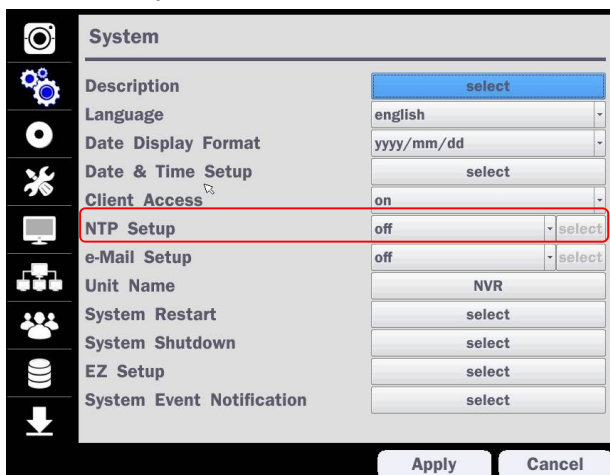 System
Description select
Language english
Date Display Format yyyy/mm/dd
Date & Time Setup select
Client Access on
NTP Setup off select
e-Mail Setup off select
Unit Name NVR
System Restart select
System Shutdown select
EZ Setup select
System Event Notification select
Apply Cancel